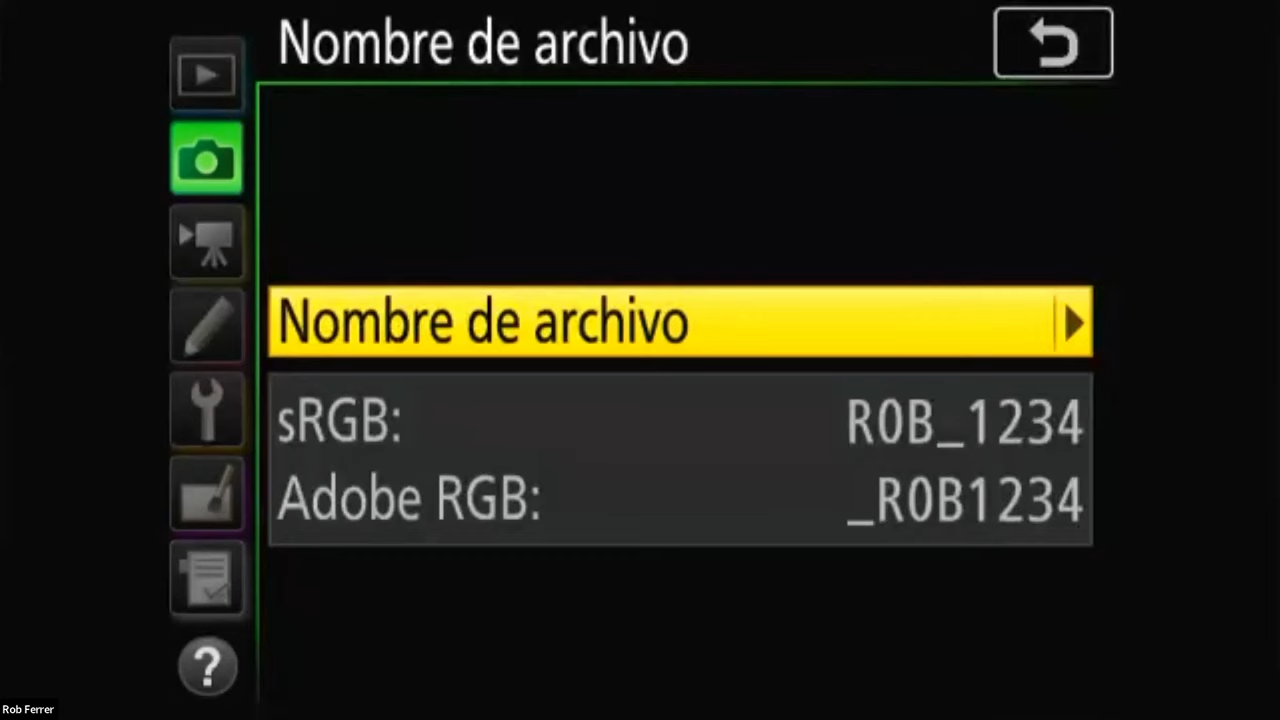 Nombre de archivo
Nombre de archivo
sRGB: R0B_1234
Adobe RGB: _R0B1234
?
Rob Ferrer